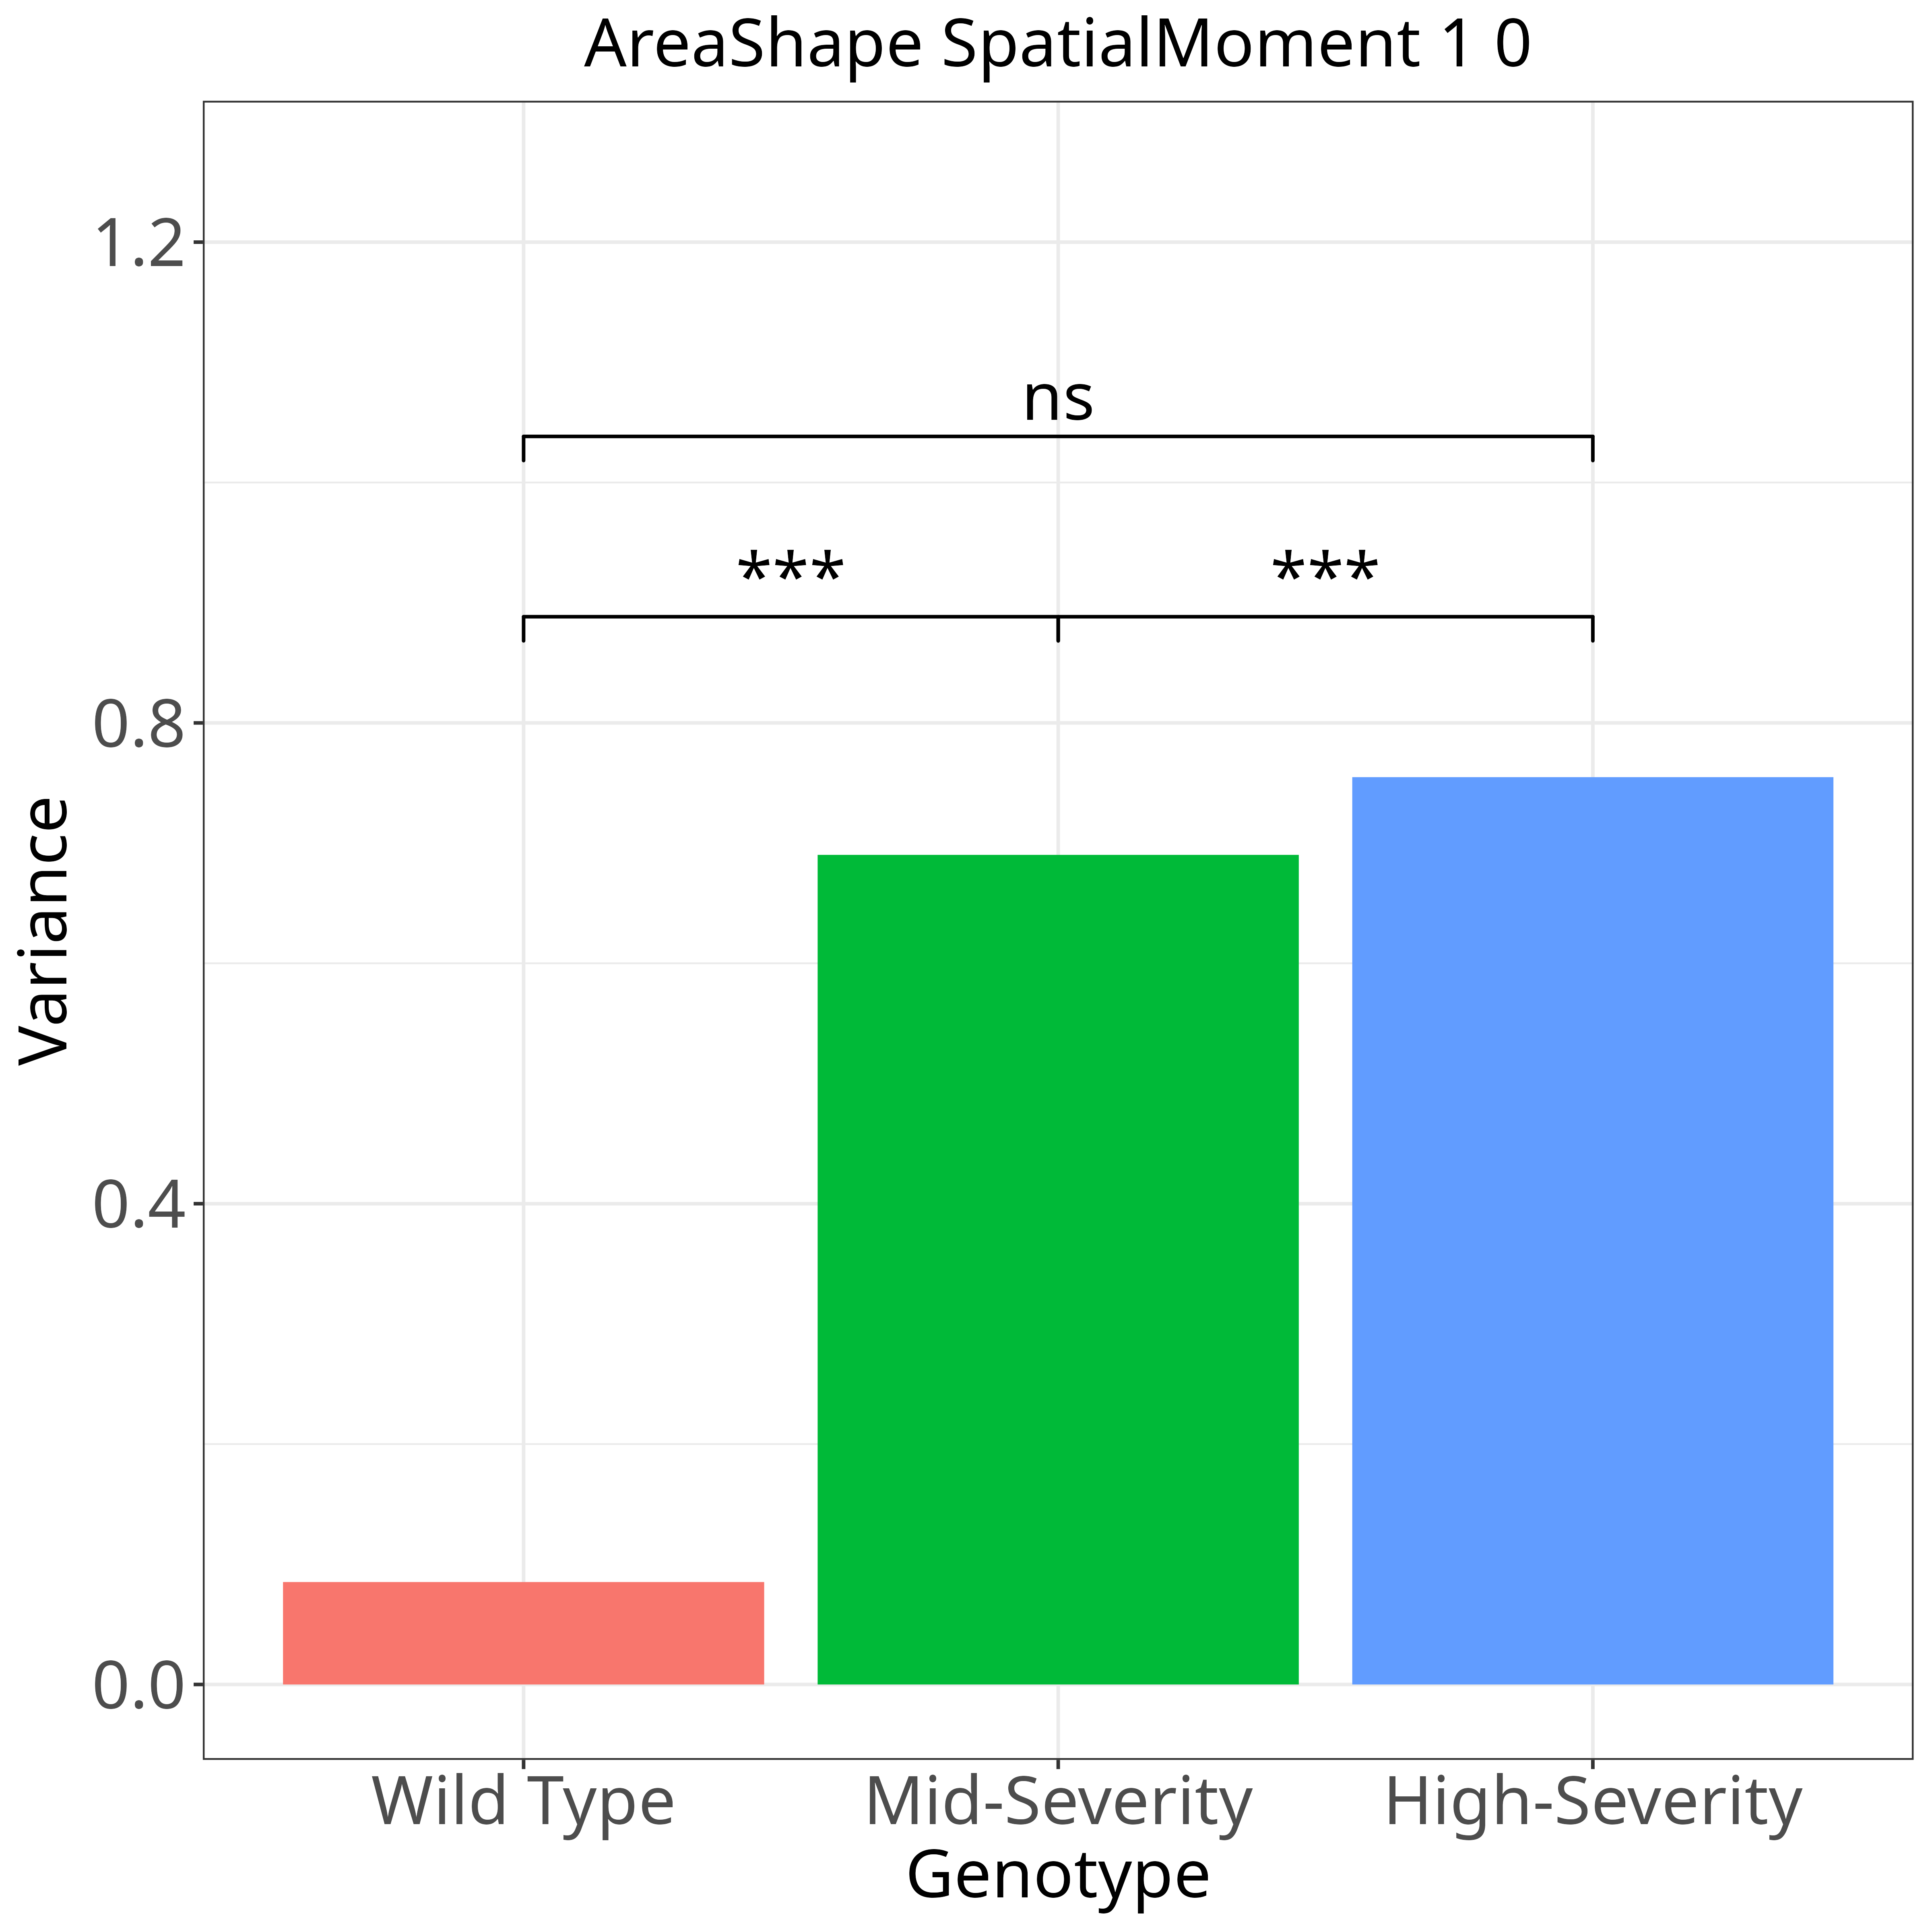 AreaShape SpatialMoment 1 0
1.2
ns
*** ***
0.8
Variance
0.4
0.0
Wild Type Mid-Severity High-Severity
Genotype